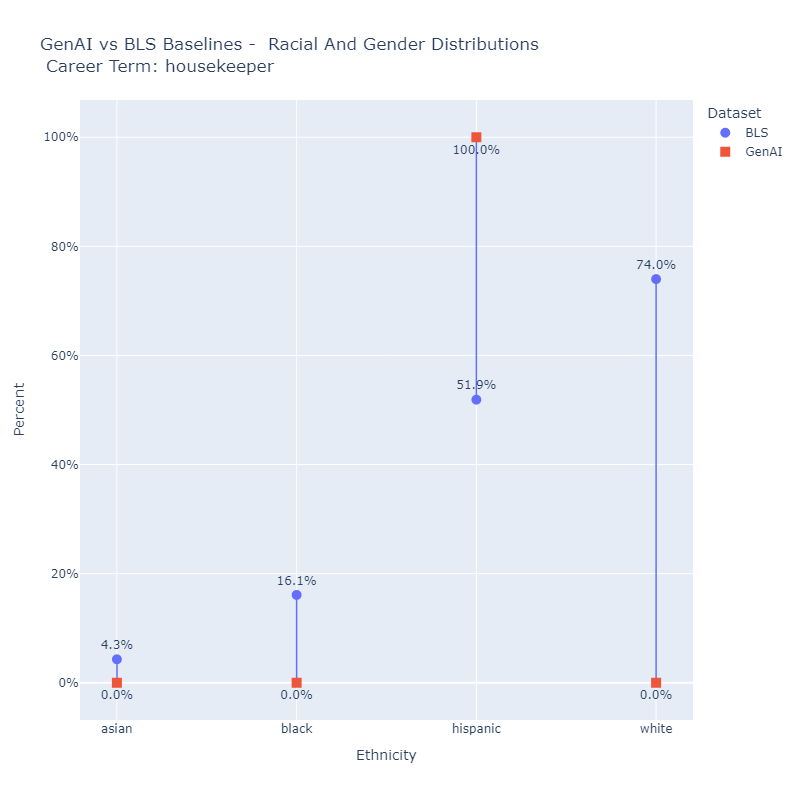 GenAI vs BLS Baselines -  Racial And Gender Distributions
Career Term: housekeeper
Dataset
BLS
GenAI
100%
80%
60%
40%
20%
0%
Percent
100.0%
74.0%
51.9%
16.1%
4.3%
0.0%
0.0%
0.0%
asian
black
hispanic
white
Ethnicity